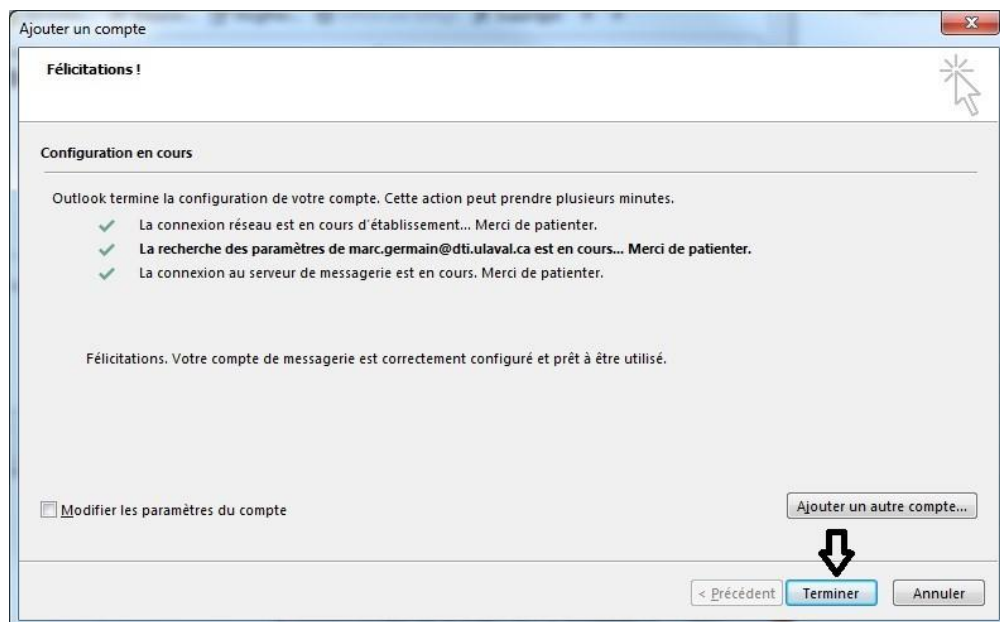 Ajouter un compte
Félicitations !
Configuration en cours
Outlook termine la configuration de votre compte. Cette action peut prendre plusieurs minutes.
La connexion réseau est en cours d'établissement... Merci de patienter.
La recherche des paramètres de marc.germain@dti.ulaval.ca est en cours... Merci de patienter.
La connexion au serveur de messagerie est en cours. Merci de patienter.
Félicitations. Votre compte de messagerie est correctement configuré et prêt à être utilisé.
Modifier les paramètres du compte
Ajouter un autre compte...
< Précédent Terminer Annuler